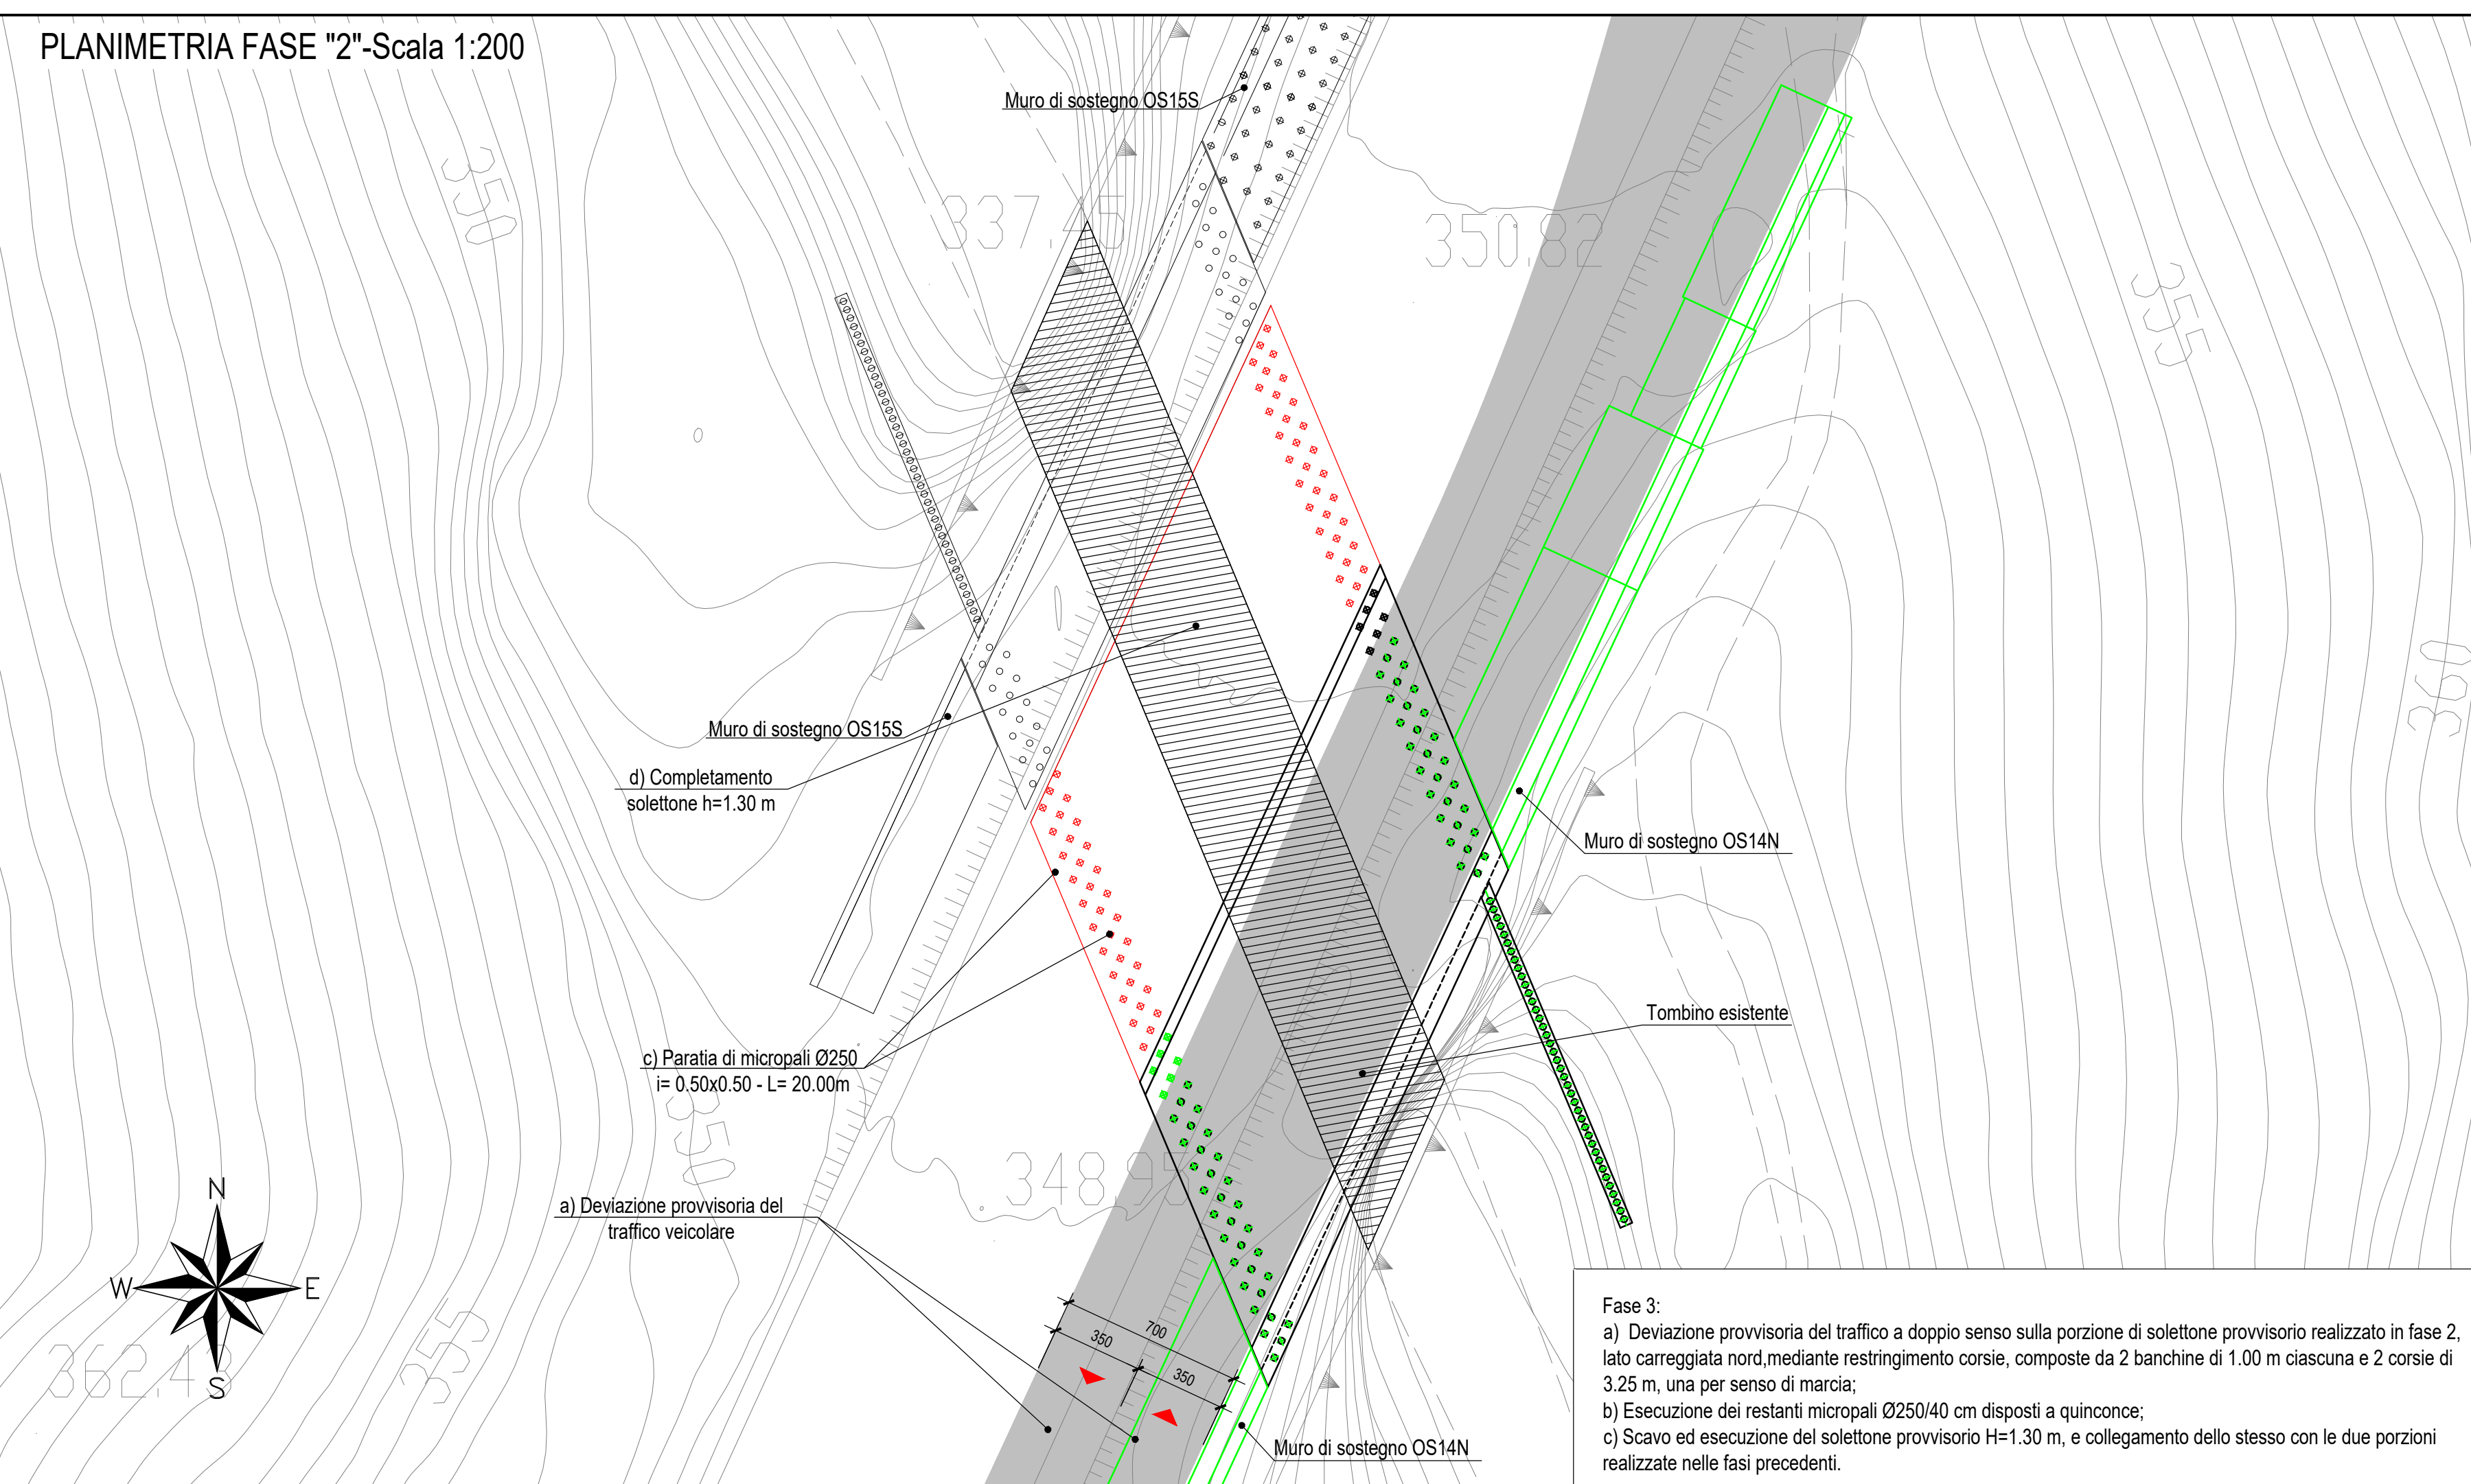 PLANIMETRIA FASE "2"-Scala 1:200
Muro di sostegno OS15S
350
337,45
350,82
355
360
Muro di sostegno OS15S
d) Completamento
solettone h=1.30 m
Muro di sostegno OS14N
Tombino esistente
c) Paratia di micropali Ø250
i= 0.50x0.50 - L= 20.00m
350
348,95
a) Deviazione provvisoria del
traffico veicolare
N
W E
S
362,43
355
700
350
350
Muro di sostegno OS14N
Fase 3:
a) Deviazione provvisoria del traffico a doppio senso sulla porzione di solettone provvisorio realizzato in fase 2,
lato carreggiata nord,mediante restringimento corsie, composte da 2 banchine di 1.00 m ciascuna e 2 corsie di
3.25 m, una per senso di marcia;
b) Esecuzione dei restanti micropali Ø250/40 cm disposti a quinconce;
c) Scavo ed esecuzione del solettone provvisorio H=1.30 m, e collegamento dello stesso con le due porzioni
realizzate nelle fasi precedenti.